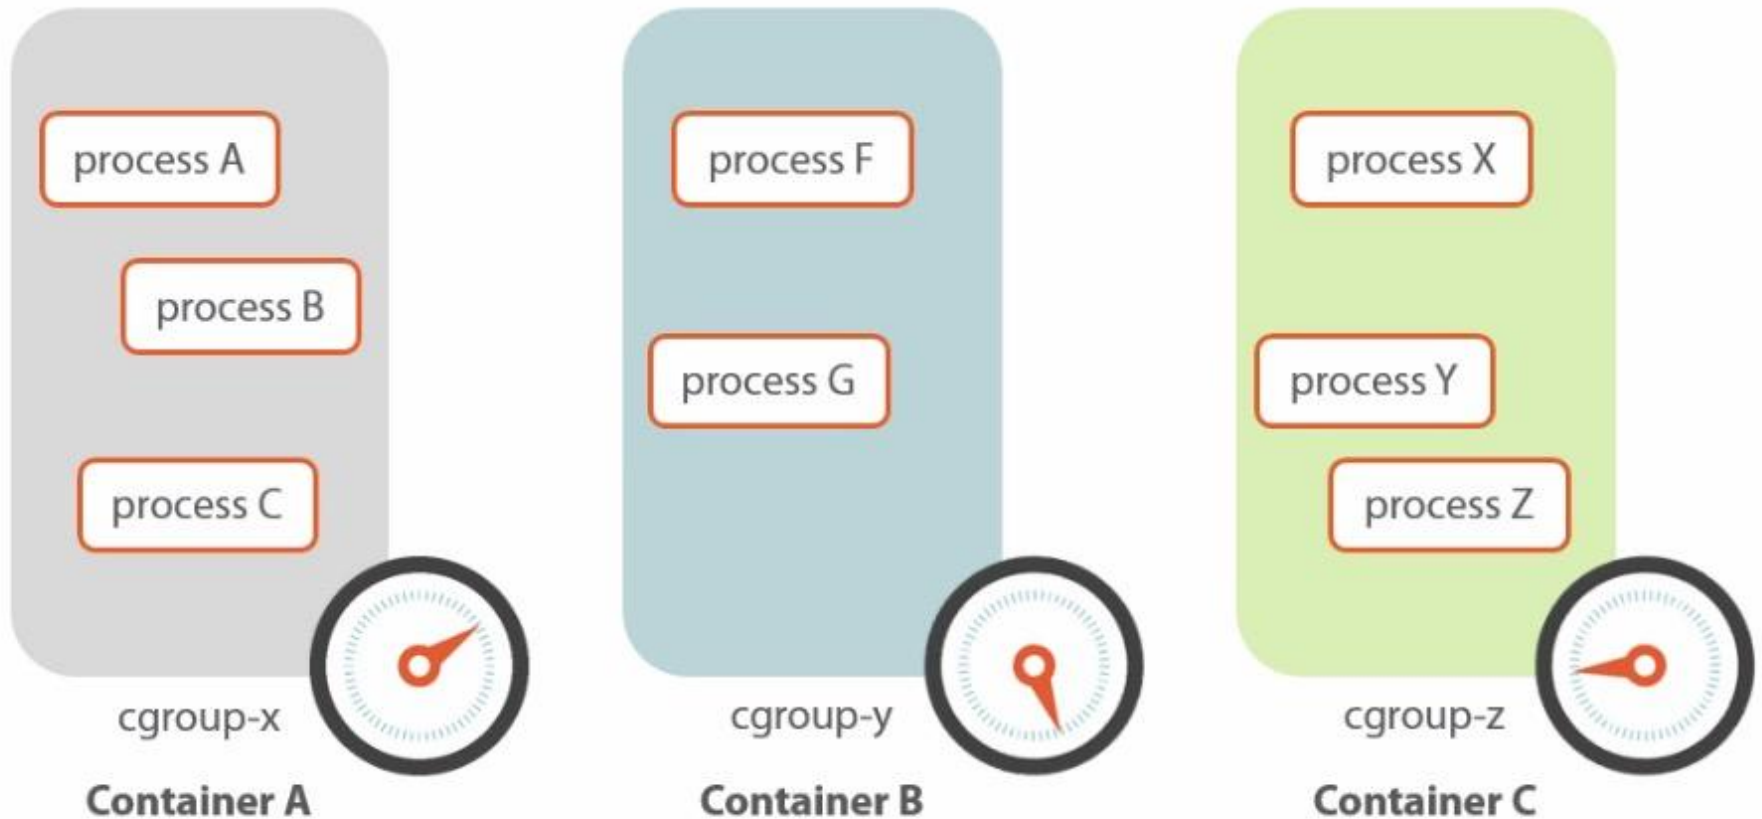 process A
process B
process C
cgroup-x
Container A
process F
process G
cgroup-y
Container B
process X
process Y
process Z
cgroup-z
Container C